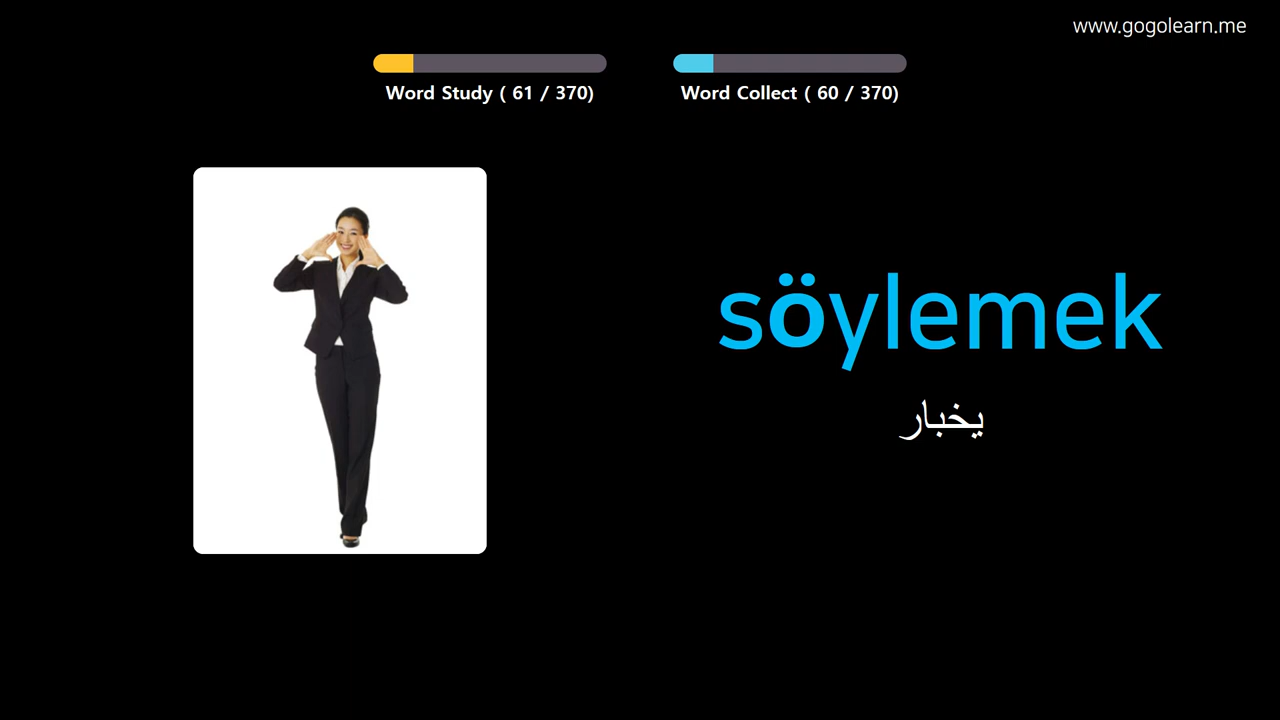 www.gogolearn.me
Word Study ( 61 / 370)
Word Collect ( 60 / 370)
söylemek
يخبار